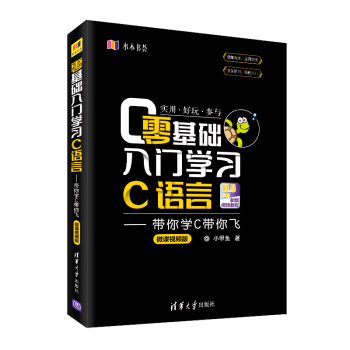 水木书荟
实用·好玩·参与
零基础
入门学习
C语言
——带你学C带你飞
微课视频版
小甲鱼 著
清华大学出版社
零基础入门学习C语言
——带你学C带你飞
微课视频版